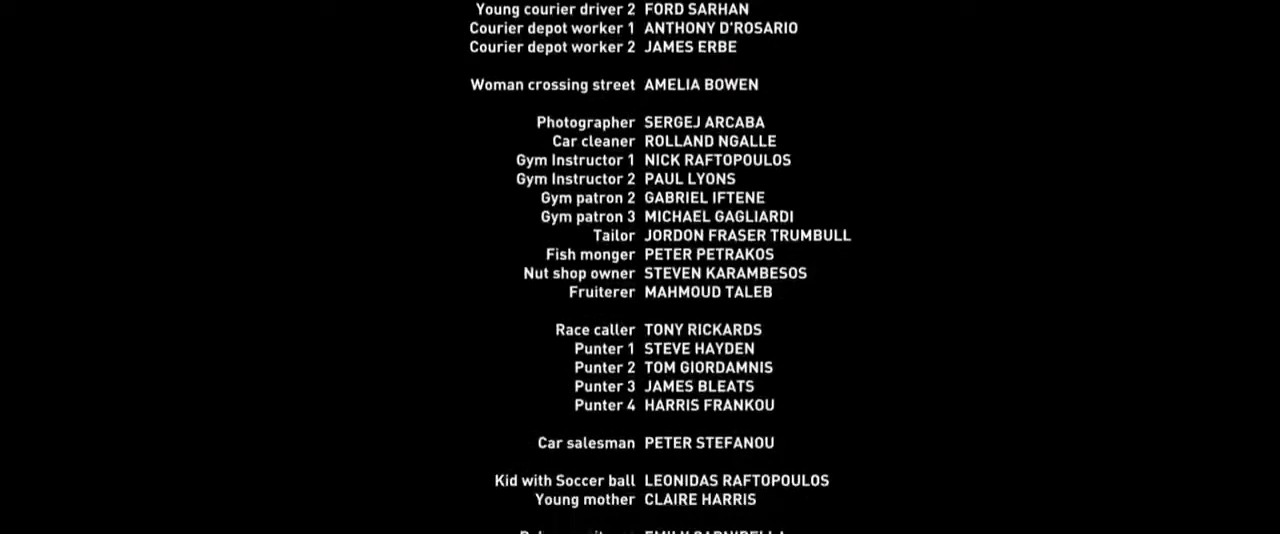 Young courier driver 2 FORD SARHAN
Courier depot worker 1 ANTHONY D'ROSARIO
Courier depot worker 2 JAMES ERBE
Woman crossing street AMELIA BOWEN
Photographer SERGEJ ARCABA
Car cleaner ROLLAND NGALLE
Gym Instructor 1 NICK RAFTOPOULOS
Gym Instructor 2 PAUL LYONS
Gym patron 2 GABRIEL IFTENE
Gym patron 3 MICHAEL GAGLIARDI
Tailor JORDON FRASER TRUMBULL
Fish monger PETER PETRAKOS
Nut shop owner STEVEN KARAMBESOS
Fruiterer MAHMOUD TALEB
Race caller TONY RICKARDS
Punter 1 STEVE HAYDEN
Punter 2 TOM GIORDAMNIS
Punter 3 JAMES BLEATS
Punter 4 HARRIS FRANKOU
Car salesman PETER STEFANOU
Kid with Soccer ball LEONIDAS RAFTOPOULOS
Young mother CLAIRE HARRIS